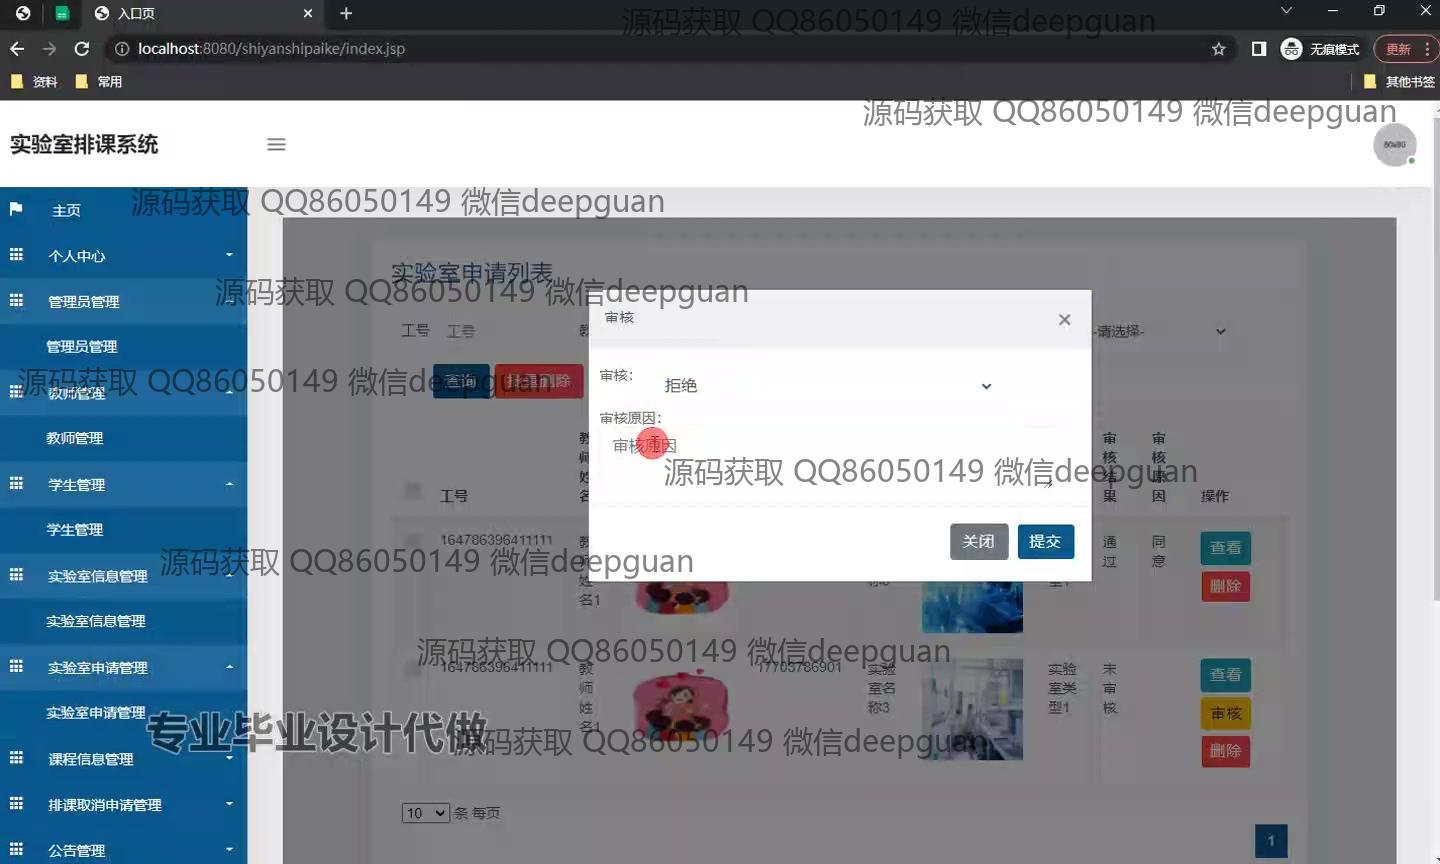 入口页
源码获取 QQ86050149 微信deepguan
localhost:8080/shiyanshipaike/index.jsp
无痕模式
更新
资料
常用
其他书签
源码获取 QQ86050149 微信deepguan
实验室排课系统
主页
源码获取 QQ86050149 微信deepguan
个人中心
管理员管理
管理员管理
教师管理
教师管理
学生管理
学生管理
实验室信息管理
实验室信息管理
实验室申请管理
实验室申请管理
课程信息管理
排课取消申请管理
公告管理
实验室申请列表
源码获取 QQ86050149 微信deepguan
工号
工号
教
-请选择-
查询
批量删除
源码获取 QQ86050149 微信deepguan
审核
×
审核:
拒绝
审核原因:
审核原因
源码获取 QQ86050149 微信deepguan
关闭
提交
工号
教师姓名
审核结果
审核原因
操作
164786396411111
教
姓名1
通过
同意
查看
删除
源码获取 QQ86050149 微信deepguan
源码获取 QQ86050149 微信deepguan
164786396411111
教师姓名1
17703786901
实验室名称3
实验室类型1
未审核
查看
审核
删除
专业毕业设计代做
源码获取 QQ86050149 微信deepguan
10
条 每页
1